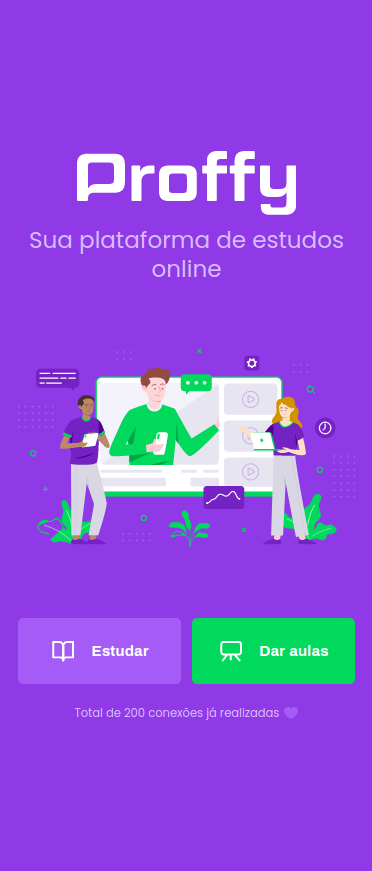 Proffy
Sua plataforma de estudos
online
Estudar
Dar aulas
Total de 200 conexões já realizadas